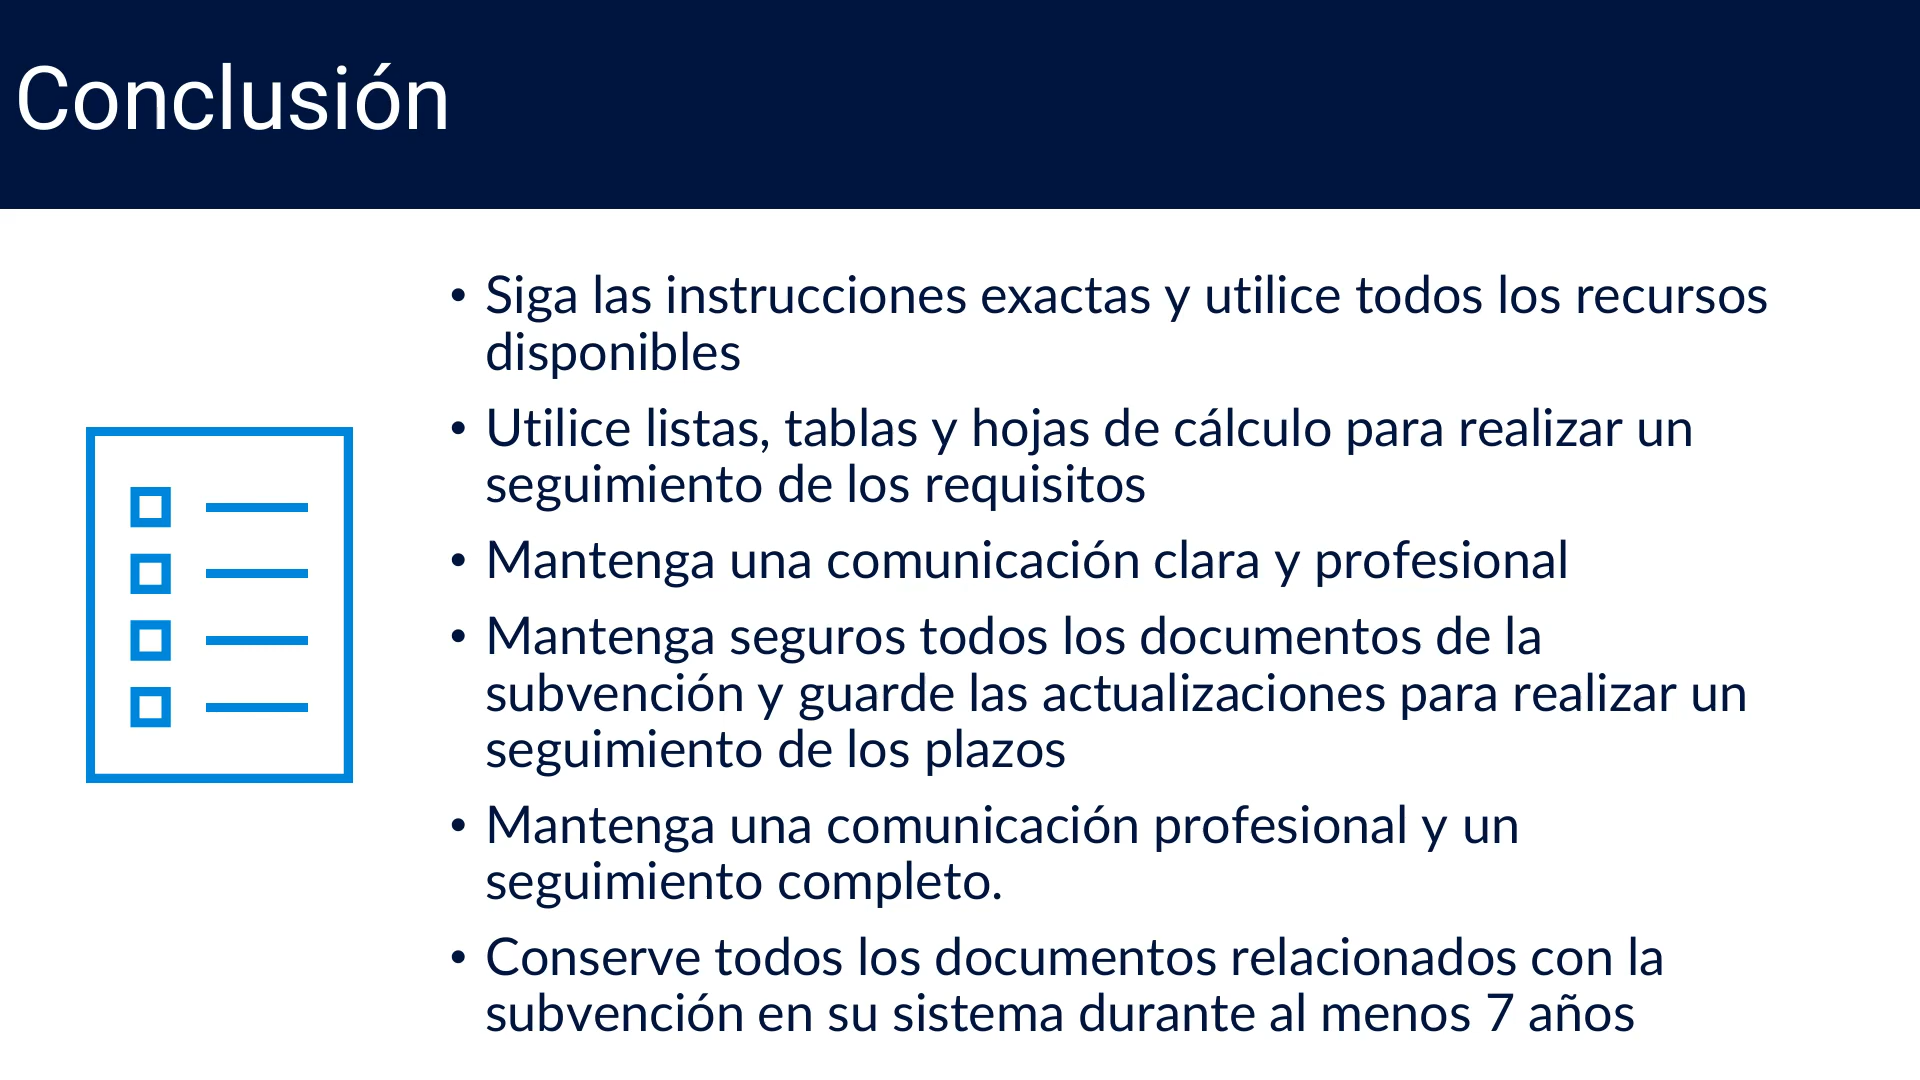 Conclusión
• Siga las instrucciones exactas y utilice todos los recursos
disponibles
• Utilice listas, tablas y hojas de cálculo para realizar un
seguimiento de los requisitos
• Mantenga una comunicación clara y profesional
• Mantenga seguros todos los documentos de la
subvención y guarde las actualizaciones para realizar un
seguimiento de los plazos
• Mantenga una comunicación profesional y un
seguimiento completo.
• Conserve todos los documentos relacionados con la
subvención en su sistema durante al menos 7 años